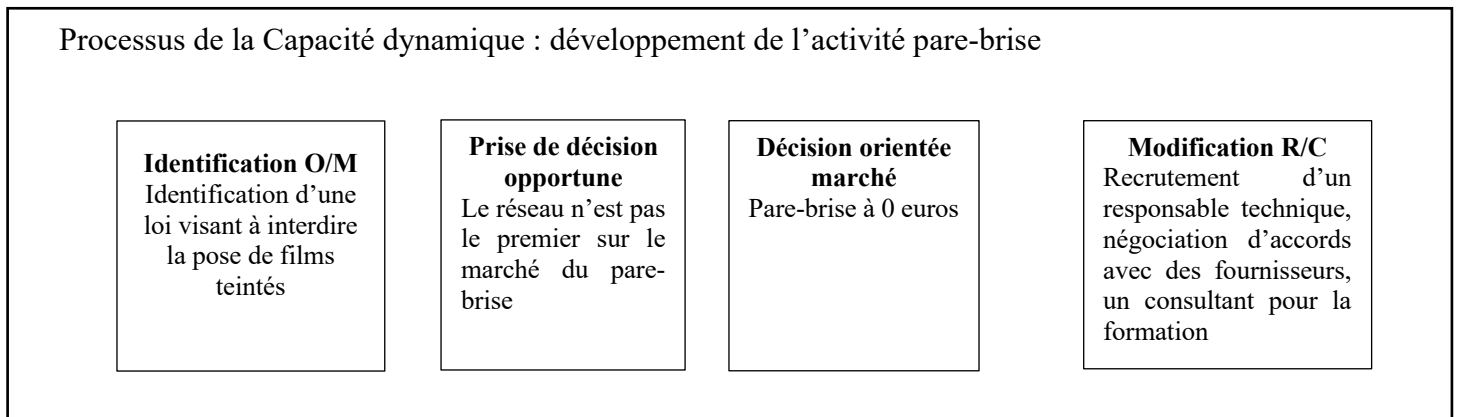 Processus de la Capacité dynamique : développement de l’activité pare-brise
Identification O/M
Identification d’une
loi visant à interdire
la pose de films
teintés
Prise de décision
opportune
Le réseau n’est pas
le premier sur le
marché du pare-
brise
Décision orientée
marché
Pare-brise à 0 euros
Modification R/C
Recrutement d’un
responsable technique,
négociation d’accords
avec des fournisseurs,
un consultant pour la
formation